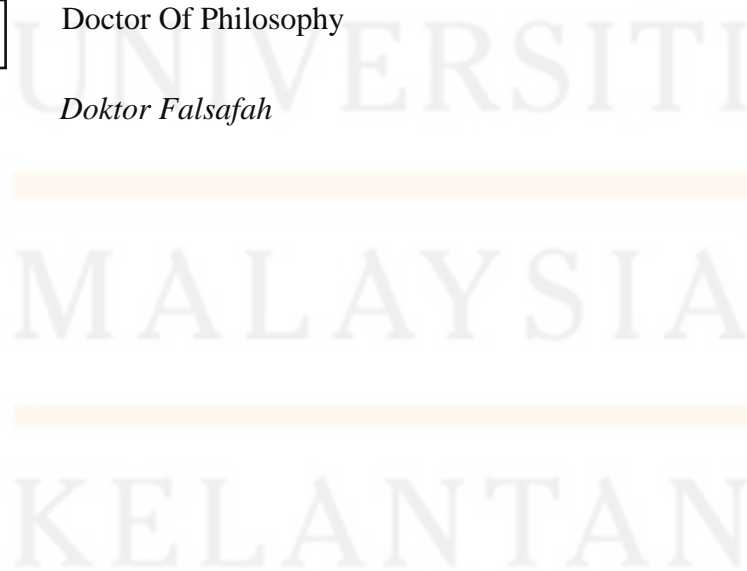 Doctor Of Philosophy
Doktor Falsafah
UNIVERSITI
MALAYSIA
KELANTAN